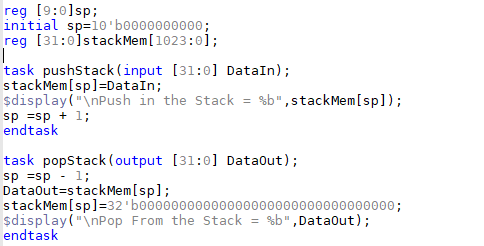 reg [9:0]sp;
initial sp=10'b0000000000;
reg [31:0]stackMem[1023:0];
task pushStack(input [31:0] DataIn);
stackMem[sp]=DataIn;
$display("\nPush in the Stack = %b",stackMem[sp]);
sp =sp + 1;
endtask
task popStack(output [31:0] DataOut);
sp =sp - 1;
DataOut=stackMem[sp];
stackMem[sp]=32'b00000000000000000000000000000000;
$display("\nPop From the Stack = %b",DataOut);
endtask